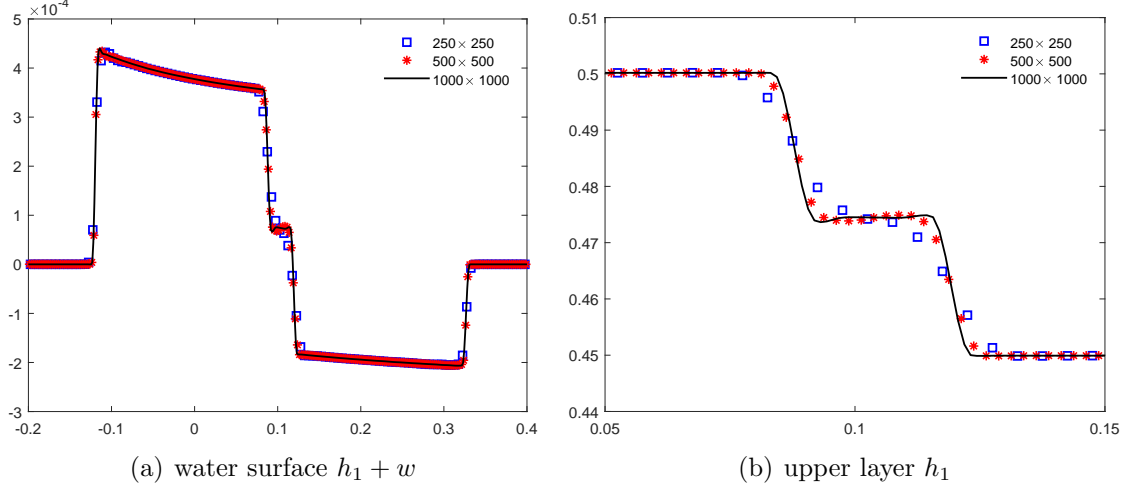 ×10⁻⁴
5
4
3
2
1
0
-1
-2
-3
-0.2 -0.1 0 0.1 0.2 0.3 0.4
250 × 250
500 × 500
1000 × 1000
(a) water surface h₁ + w
0.51
0.5
0.49
0.48
0.47
0.46
0.45
0.44
0.05 0.1 0.15
250 × 250
500 × 500
1000 × 1000
(b) upper layer h₁